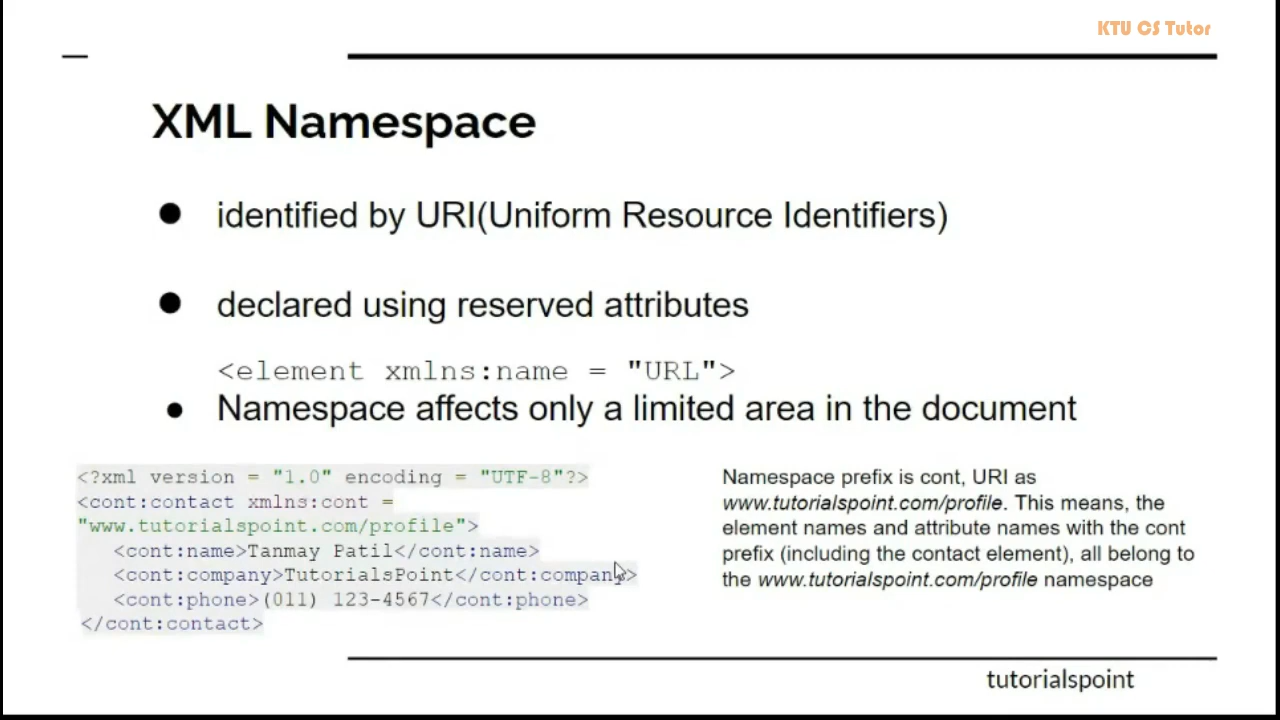 KTU CS Tutor
XML Namespace
● identified by URI(Uniform Resource Identifiers)
● declared using reserved attributes
<element xmlns:name = "URL">
● Namespace affects only a limited area in the document
<?xml version = "1.0" encoding = "UTF-8"?>
<cont:contact xmlns:cont =
"www.tutorialspoint.com/profile">
<cont:name>Tanmay Patil</cont:name>
<cont:company>TutorialsPoint</cont:company>
<cont:phone>(011) 123-4567</cont:phone>
</cont:contact>
Namespace prefix is cont, URI as
www.tutorialspoint.com/profile. This means, the
element names and attribute names with the cont
prefix (including the contact element), all belong to
the www.tutorialspoint.com/profile namespace
tutorialspoint